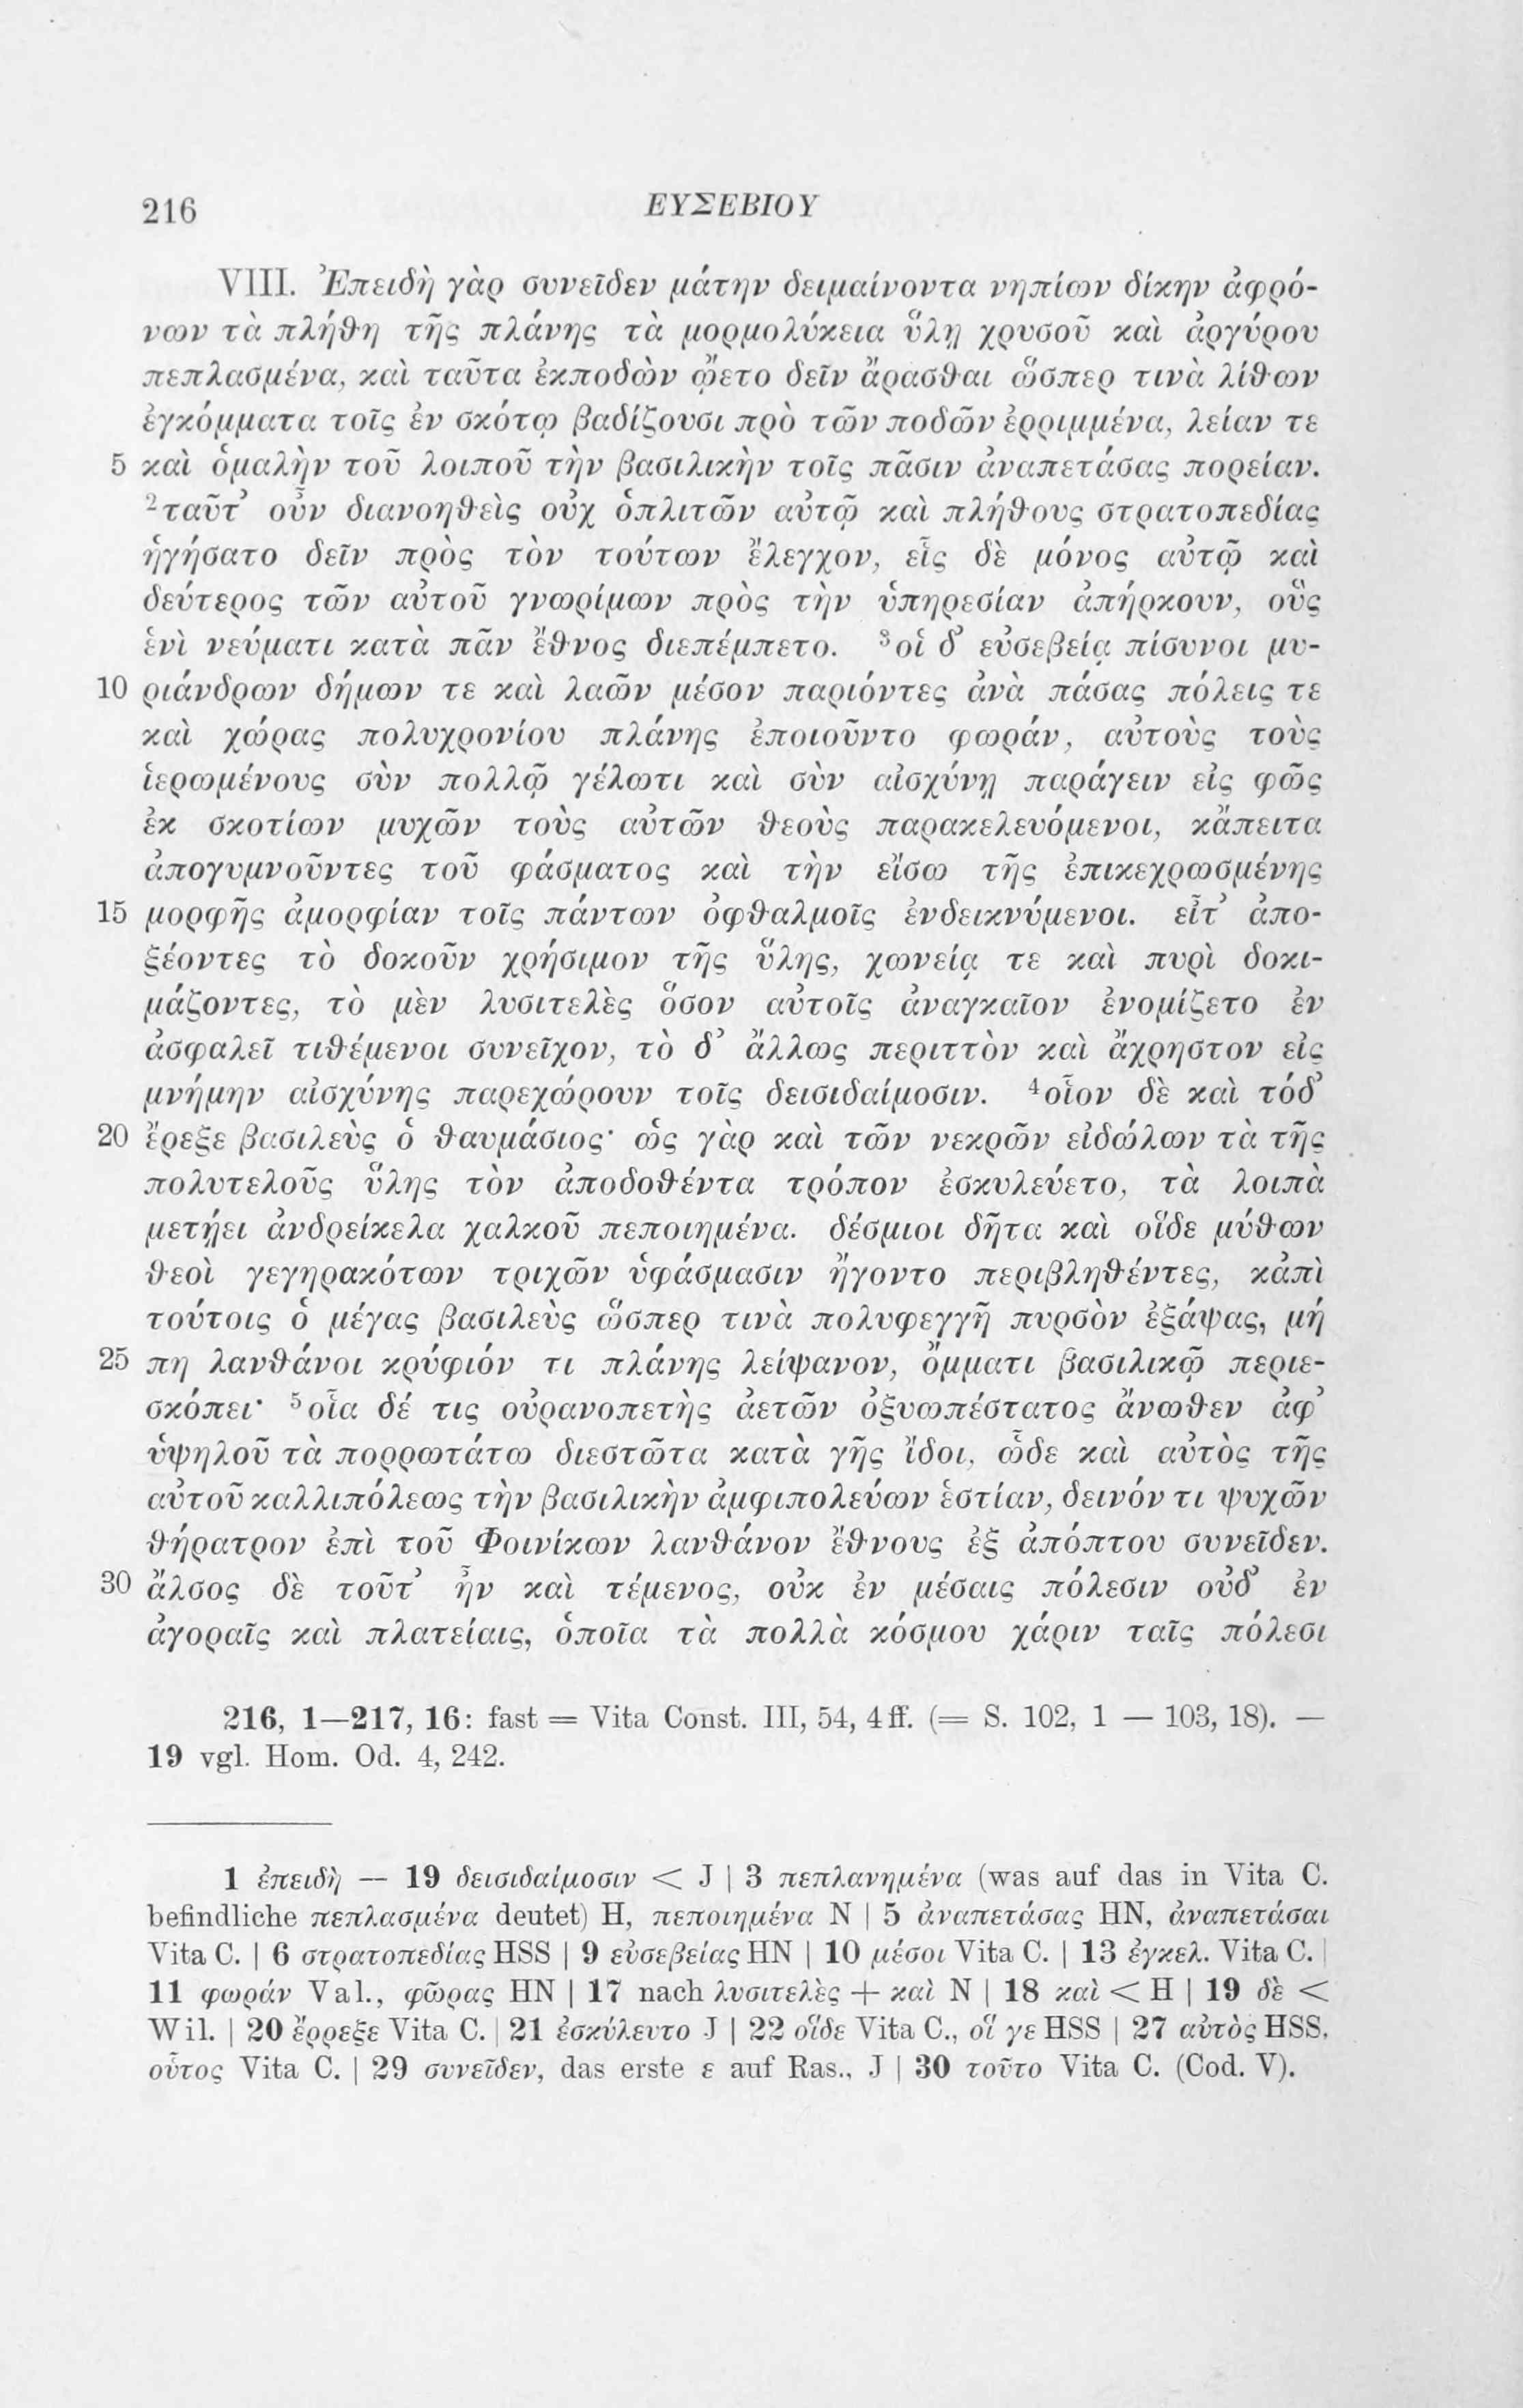 216
ΕΥΣΕΒΙΟΥ
VIII. Ἐπειδὴ γὰρ συνεῖδεν μάτην δειμαίνοντα νηπίων δίκην ἀφρό-
νων τὰ πλήθη τῆς πλάνης τὰ μορμολύκεια ὕλῃ χρυσοῦ καὶ ἀργύρου
πεπλασμένα, καὶ ταῦτα ἐκποδὼν ᾤετο δεῖν ἄρασθαι ὥσπερ τινὰ λίθων
ἐγκόμματα τοῖς ἐν σκότῳ βαδίζουσι πρὸ τῶν ποδῶν ἐρριμμένα, λείαν τε
5 καὶ ὁμαλὴν τοῦ λοιποῦ τὴν βασιλικὴν τοῖς πᾶσιν ἀναπετάσας πορείαν.
²ταῦτ᾽ οὖν διανοηθεὶς οὐχ ὁπλιτῶν αὐτῷ καὶ πλήθους στρατοπεδίας
ἡγήσατο δεῖν πρὸς τὸν τούτων ἔλεγχον, εἷς δὲ μόνος αὐτῷ καὶ
δεύτερος τῶν αὐτοῦ γνωρίμων πρὸς τὴν ὑπηρεσίαν ἀπήρκουν, οὓς
ἑνὶ νεύματι κατὰ πᾶν ἔθνος διεπέμπετο. ³οἱ δ᾽ εὐσεβείᾳ πίσυνοι μυ-
10 ριάνδρων δήμων τε καὶ λαῶν μέσον παριόντες ἀνὰ πάσας πόλεις τε
καὶ χώρας πολυχρονίου πλάνης ἐποιοῦντο φωράν, αὐτοὺς τοὺς
ἱερωμένους σὺν πολλῷ γέλωτι καὶ σὺν αἰσχύνῃ παράγειν εἰς φῶς
ἐκ σκοτίων μυχῶν τοὺς αὐτῶν θεοὺς παρακελευόμενοι, κἄπειτα
ἀπογυμνοῦντες τοῦ φάσματος καὶ τὴν εἴσω τῆς ἐπικεχρωσμένης
15 μορφῆς ἀμορφίαν τοῖς πάντων ὀφθαλμοῖς ἐνδεικνύμενοι. εἶτ᾽ ἀπο-
ξέοντες τὸ δοκοῦν χρήσιμον τῆς ὕλης, χωνείᾳ τε καὶ πυρὶ δοκι-
μάζοντες, τὸ μὲν λυσιτελὲς ὅσον αὐτοῖς ἀναγκαῖον ἐνομίζετο ἐν
ἀσφαλεῖ τιθέμενοι συνεῖχον, τὸ δ᾽ ἄλλως περιττὸν καὶ ἄχρηστον εἰς
μνήμην αἰσχύνης παρεχώρουν τοῖς δεισιδαίμοσιν. ⁴οἷον δὲ καὶ τόδ᾽
20 ἔρεξε βασιλεὺς ὁ θαυμάσιος· ὡς γὰρ καὶ τῶν νεκρῶν εἰδώλων τὰ τῆς
πολυτελοῦς ὕλης τὸν ἀποδοθέντα τρόπον ἐσκυλεύετο, τὰ λοιπὰ
μετῄει ἀνδρείκελα χαλκοῦ πεποιημένα. δέσμιοι δῆτα καὶ οἵδε μύθων
θεοὶ γεγηρακότων τριχῶν ὑφάσμασιν ἤγοντο περιβληθέντες, κἀπὶ
τούτοις ὁ μέγας βασιλεὺς ὥσπερ τινὰ πολυφεγγῆ πυρσὸν ἐξάψας, μή
25 πη λανθάνοι κρύφιόν τι πλάνης λείψανον, ὄμματι βασιλικῷ περιε-
σκόπει· ⁵οἷα δέ τις οὐρανοπετὴς ἀετῶν ὀξυωπέστατος ἄνωθεν ἀφ᾽
ὑψηλοῦ τὰ πορρωτάτω διεστῶτα κατὰ γῆς ἴδοι, ὧδε καὶ αὐτὸς τῆς
αὐτοῦ καλλιπόλεως τὴν βασιλικὴν ἀμφιπολεύων ἑστίαν, δεινόν τι ψυχῶν
θήρατρον ἐπὶ τοῦ Φοινίκων λανθάνον ἔθνους ἐξ ἀπόπτου συνεῖδεν.
30 ἄλσος δὲ τοῦτ᾽ ἦν καὶ τέμενος, οὐκ ἐν μέσαις πόλεσιν οὐδ᾽ ἐν
ἀγοραῖς καὶ πλατείαις, ὁποῖα τὰ πολλὰ κόσμου χάριν ταῖς πόλεσι
216, 1—217, 16: fast = Vita Const. III, 54, 4 ff. (= S. 102, 1 — 103, 18). —
19 vgl. Hom. Od. 4, 242.
1 ἐπειδὴ — 19 δεισιδαίμοσιν < J | 3 πεπλανημένα (was auf das in Vita C.
befindliche πεπλασμένα deutet) H, πεποιημένα N | 5 ἀναπετάσας HN, ἀναπετάσαι
Vita C. | 6 στρατοπεδίας HSS | 9 εὐσεβείας HN | 10 μέσοι Vita C. | 13 ἐγκελ. Vita C. |
11 φωράν Val., φῶρας HN | 17 nach λυσιτελὲς + καὶ N | 18 καὶ < H | 19 δὲ <
Wil. | 20 ἔρρεξε Vita C. | 21 ἐσκύλευτο J | 22 οἵδε Vita C., οἵ γε HSS | 27 αὐτὸς HSS,
οὗτος Vita C. | 29 συνεῖδεν, das erste ε auf Ras., J | 30 τοῦτο Vita C. (Cod. V).